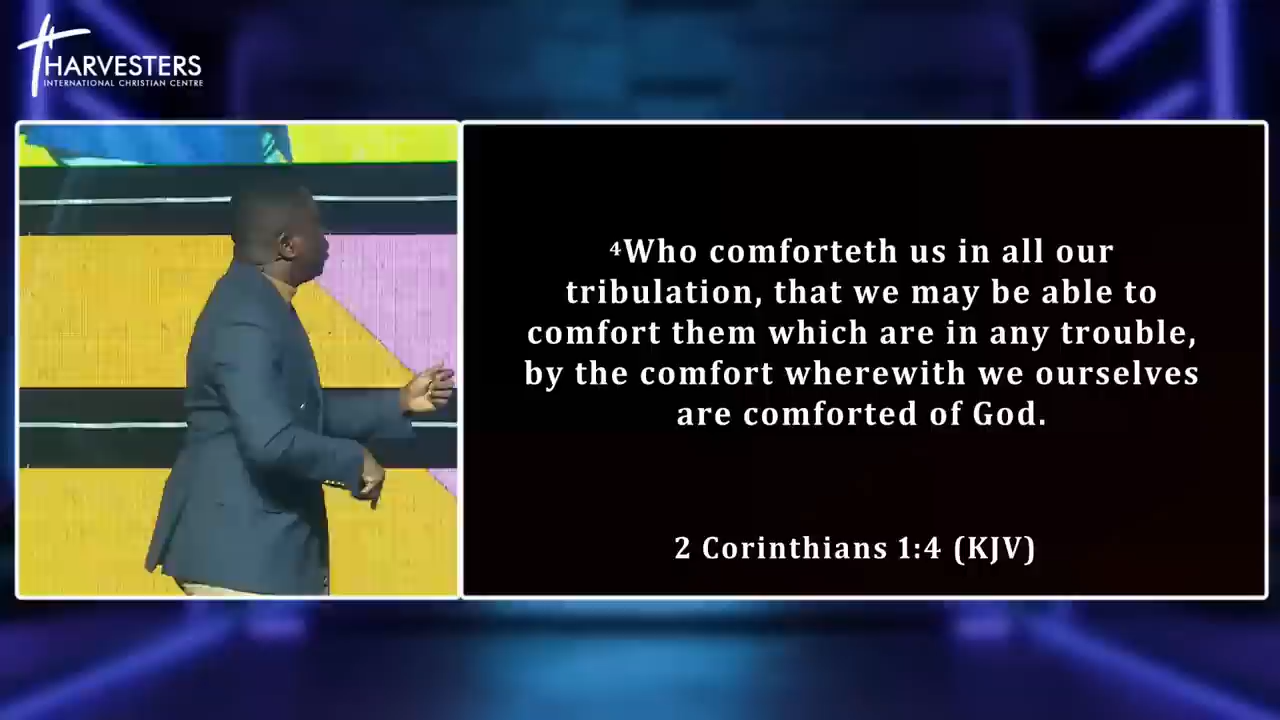 HARVESTERS
INTERNATIONAL CHRISTIAN CENTRE
⁴Who comforteth us in all our
tribulation, that we may be able to
comfort them which are in any trouble,
by the comfort wherewith we ourselves
are comforted of God.
2 Corinthians 1:4 (KJV)